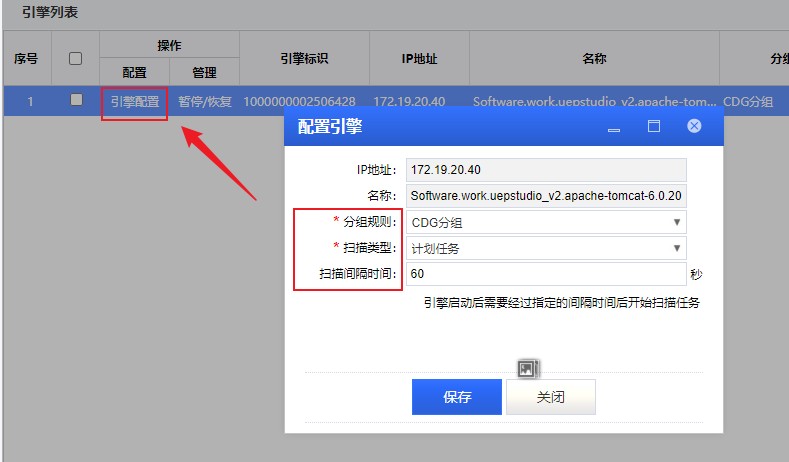 引擎列表
序号 操作 引擎标识 IP地址 名称
配置 管理
1 引擎配置 暂停/恢复 1000000002506428 172.19.20.40 Software.work.uepstudio_v2.apache-tom... CDG分组
配置引擎
IP地址: 172.19.20.40
名称: Software.work.uepstudio_v2.apache-tomcat-6.0.20
* 分组规则: CDG分组
* 扫描类型: 计划任务
扫描间隔时间: 60 秒
引擎启动后需要经过指定的间隔时间后开始扫描任务
保存 关闭